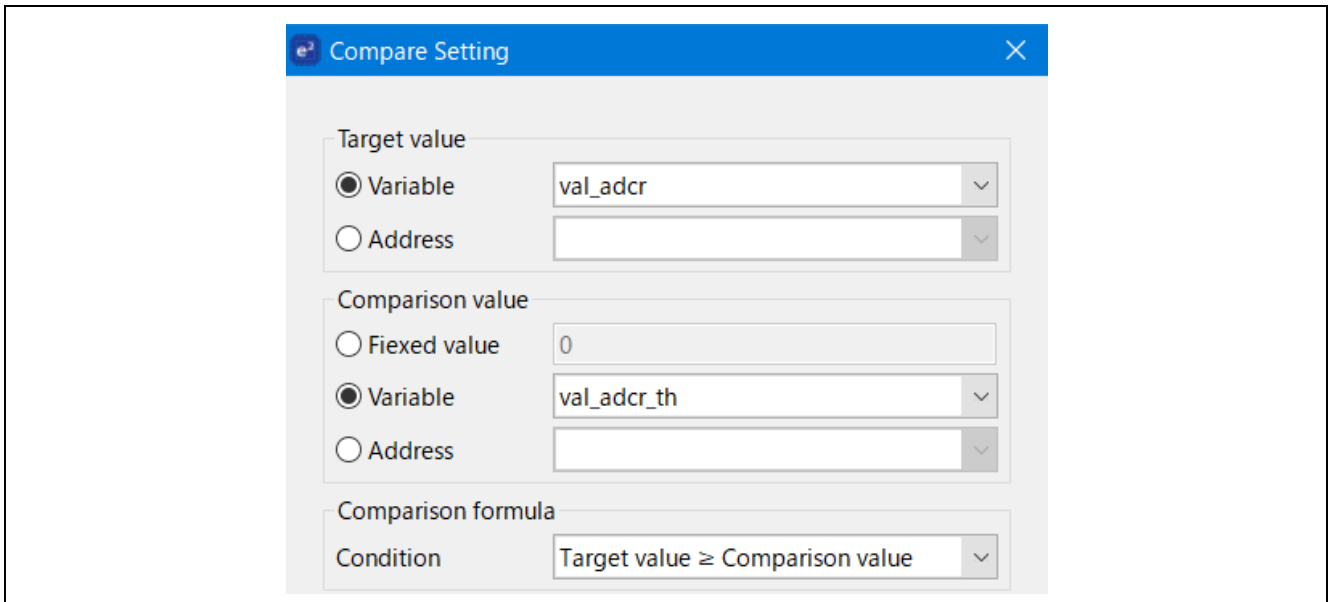 e² Compare Setting
Target value
Variable val_adcr
Address
Comparison value
Fiexed value 0
Variable val_adcr_th
Address
Comparison formula
Condition Target value ≥ Comparison value